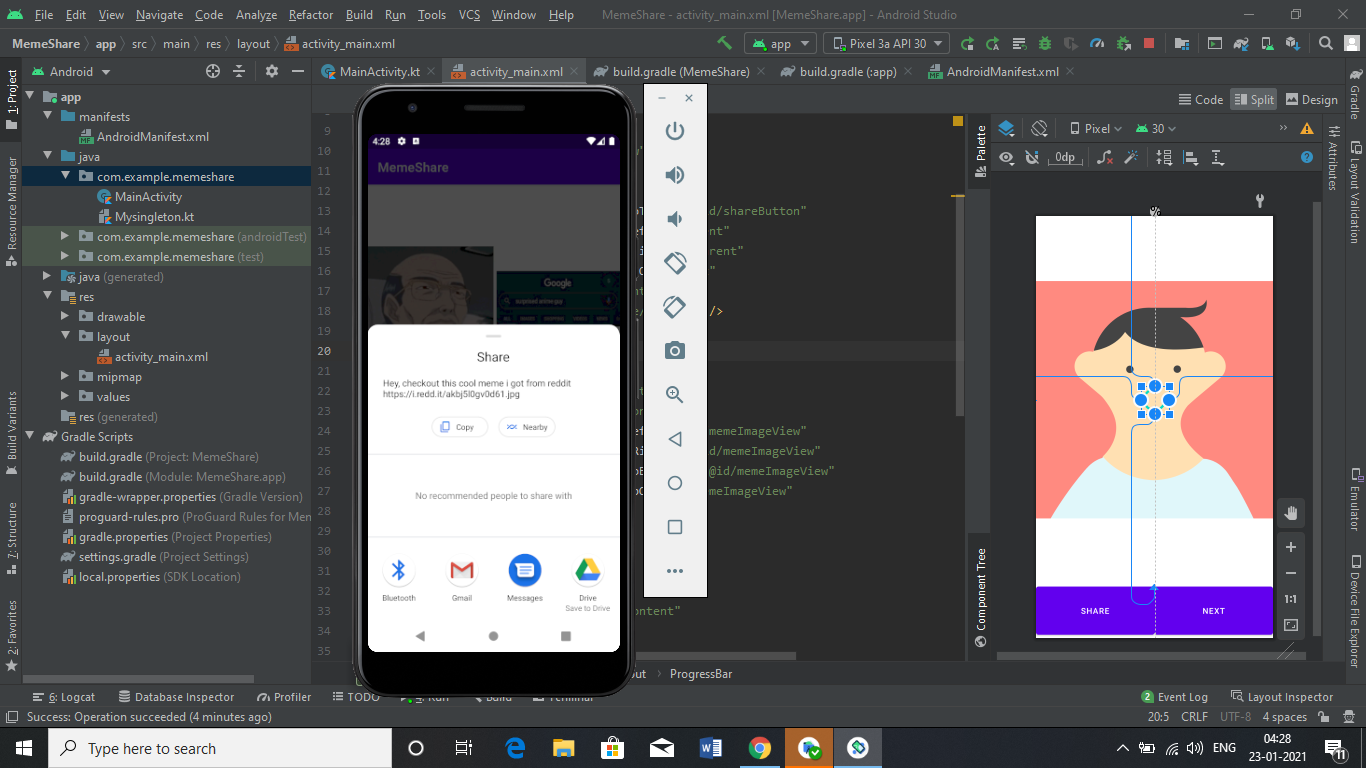 File Edit View Navigate Code Analyze Refactor Build Run Tools VCS Window Help MemeShare - activity_main.xml [MemeShare.app] - Android Studio
MemeShare app src main res layout activity_main.xml app Pixel 3a API 30
1: Project
Android
MainActivity.kt activity_main.xml build.gradle (MemeShare) build.gradle (:app) AndroidManifest.xml
Code Split Design
app
manifests
AndroidManifest.xml
java
com.example.memeshare
MainActivity
Mysingleton.kt
com.example.memeshare (androidTest)
com.example.memeshare (test)
java (generated)
res
drawable
layout
activity_main.xml
mipmap
values
res (generated)
Gradle Scripts
build.gradle (Project: MemeShare)
build.gradle (Module: MemeShare.app)
gradle-wrapper.properties (Gradle Version)
proguard-rules.pro (ProGuard Rules for Mem
gradle.properties (Project Properties)
settings.gradle (Project Settings)
local.properties (SDK Location)
Resource Manager
Build Variants
7: Structure
2: Favorites
9
10
11
12
13
14
15
16
17
18
19
20
21
22
23
24
25
26
27
28
29
30
31
32
33
34
35
4:28
MemeShare
Google
Share
Hey, checkout this cool meme i got from reddit
https://i.redd.it/akbj5l0gv0d61.jpg
Copy Nearby
No recommended people to share with
Bluetooth Gmail Messages Drive
Save to Drive
d/shareButton"
ent"
rent"
"
/>
memeImageView"
id/memeImageView"
@id/memeImageView"
memeImageView"
ontent"
out ProgressBar
Palette
Component Tree
Pixel 30
0dp
SHARE NEXT
1:1
Attributes
Gradle
Layout Validation
Emulator
Device File Explorer
6: Logcat Database Inspector Profiler TODO 4: Run Build Terminal 2 Event Log Layout Inspector
Success: Operation succeeded (4 minutes ago) 20:5 CRLF UTF-8 4 spaces
Type here to search
ENG
04:28
23-01-2021
11